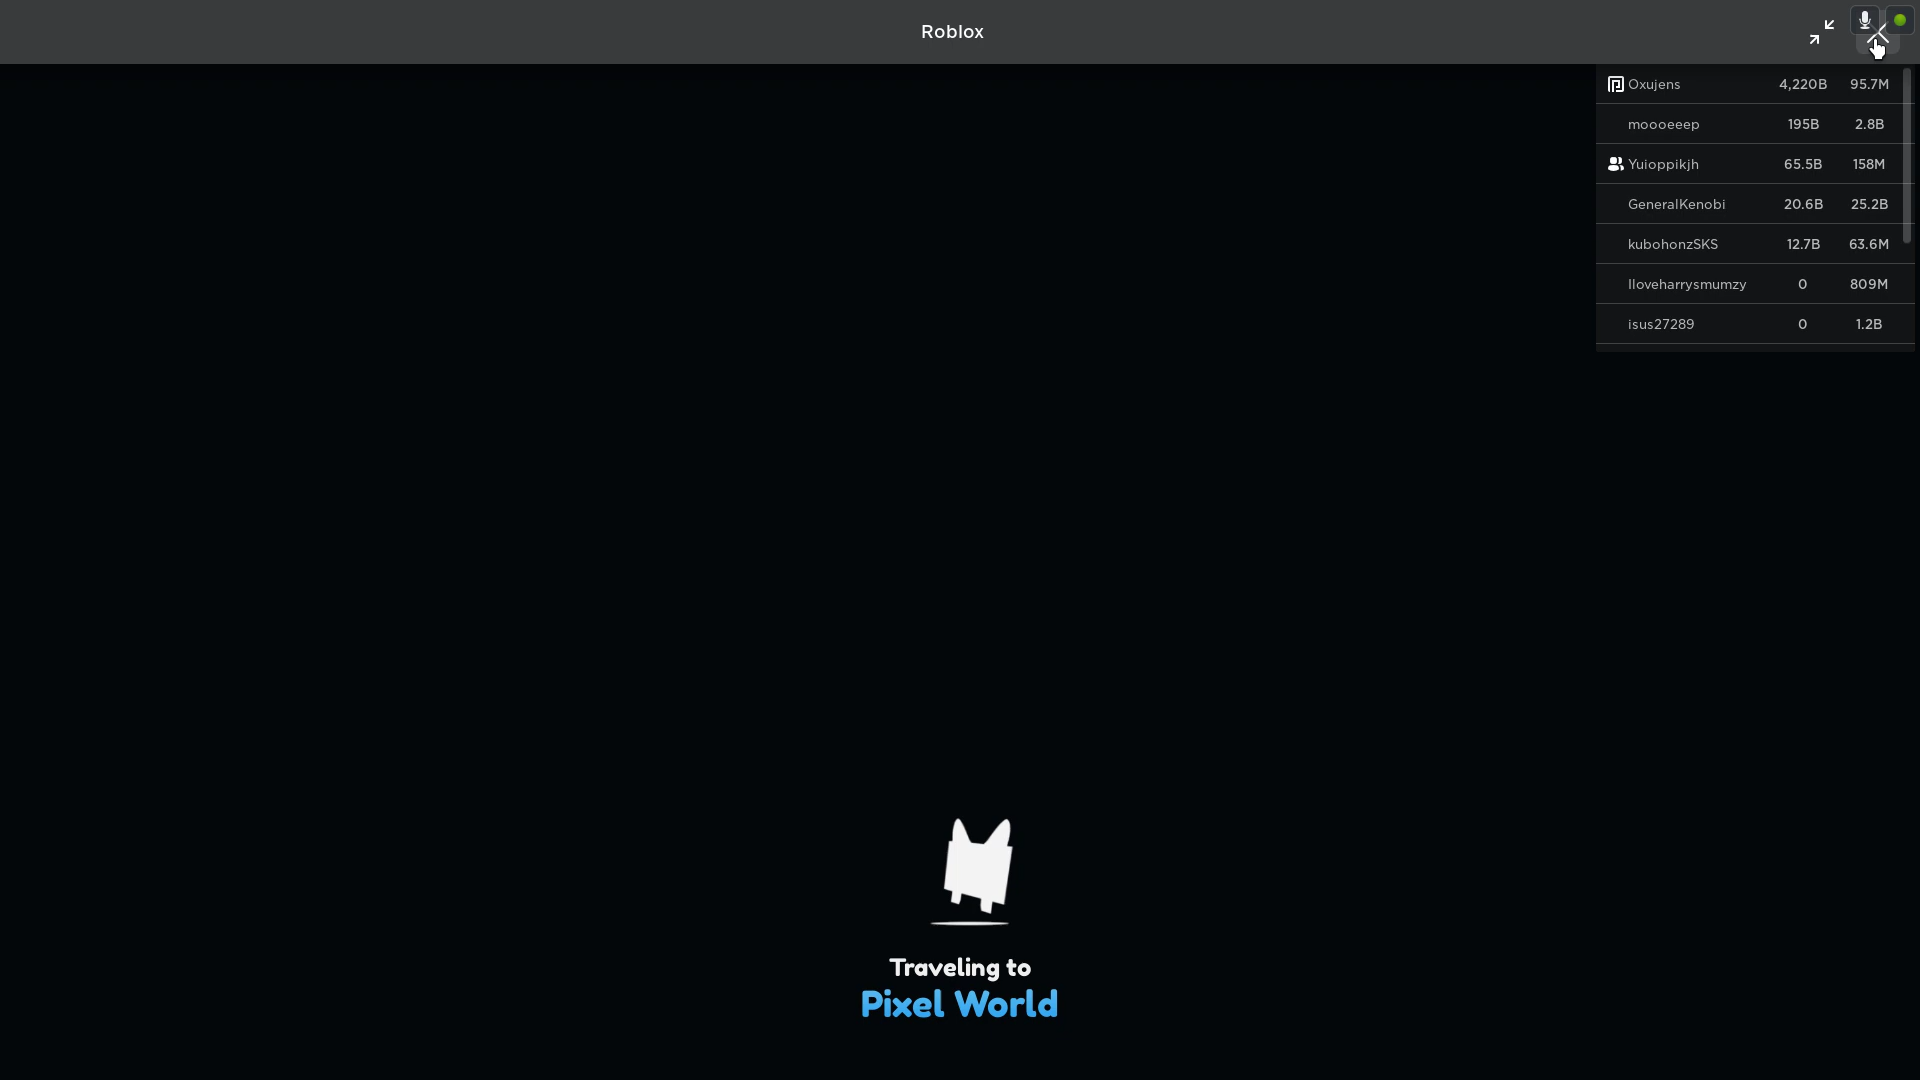 Roblox
Oxujens 4,220B 95.7M
moooeeep 195B 2.8B
Yuioppikjh 65.5B 158M
GeneralKenobi 20.6B 25.2B
kubohonzSKS 12.7B 63.6M
Iloveharrysmumzy 0 809M
isus27289 0 1.2B
Traveling to
Pixel World